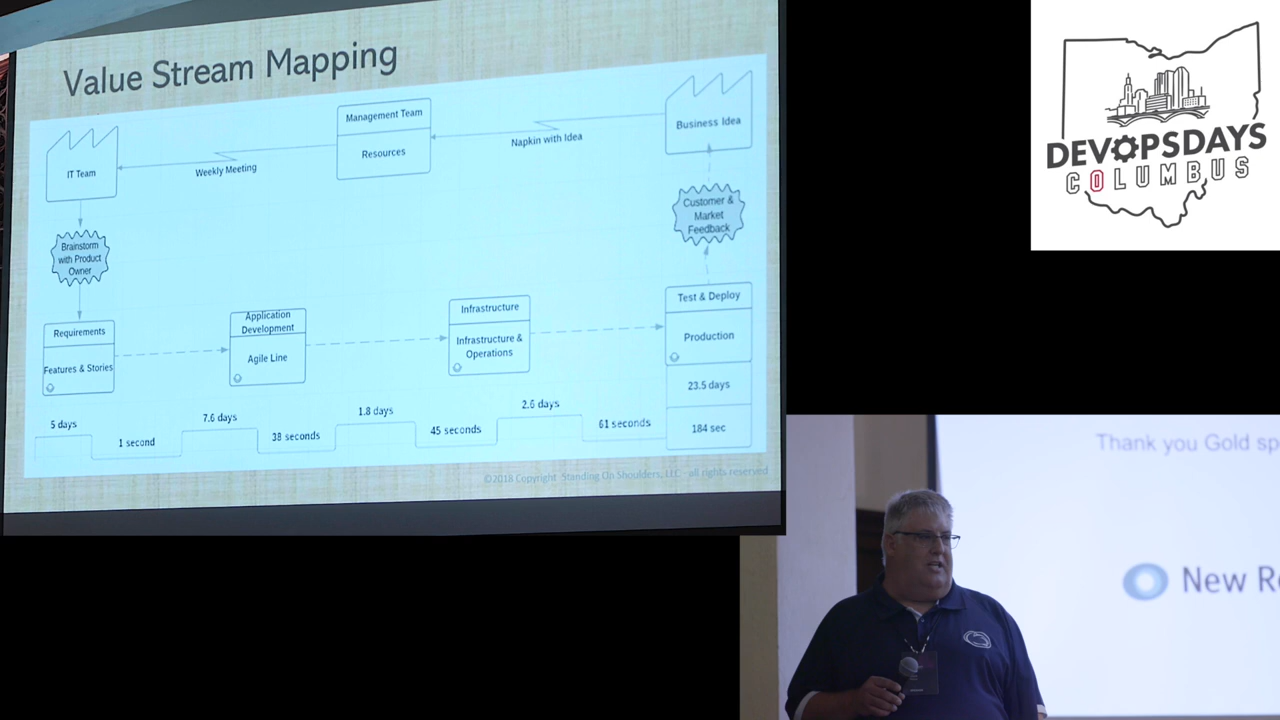 Value Stream Mapping
Management Team
Resources
Business Idea
IT Team
Weekly Meeting
Napkin with Idea
Brainstorm
with Product
Owner
Customer &
Market
Feedback
Requirements
Features & Stories
Application
Development
Agile Line
Infrastructure
Infrastructure &
Operations
Test & Deploy
Production
23.5 days
184 sec
5 days
1 second
7.6 days
38 seconds
1.8 days
45 seconds
2.6 days
61 seconds
©2018 Copyright Standing On Shoulders, LLC - all rights reserved
DEVOPSDAYS
COLUMBUS
Thank you Gold
New